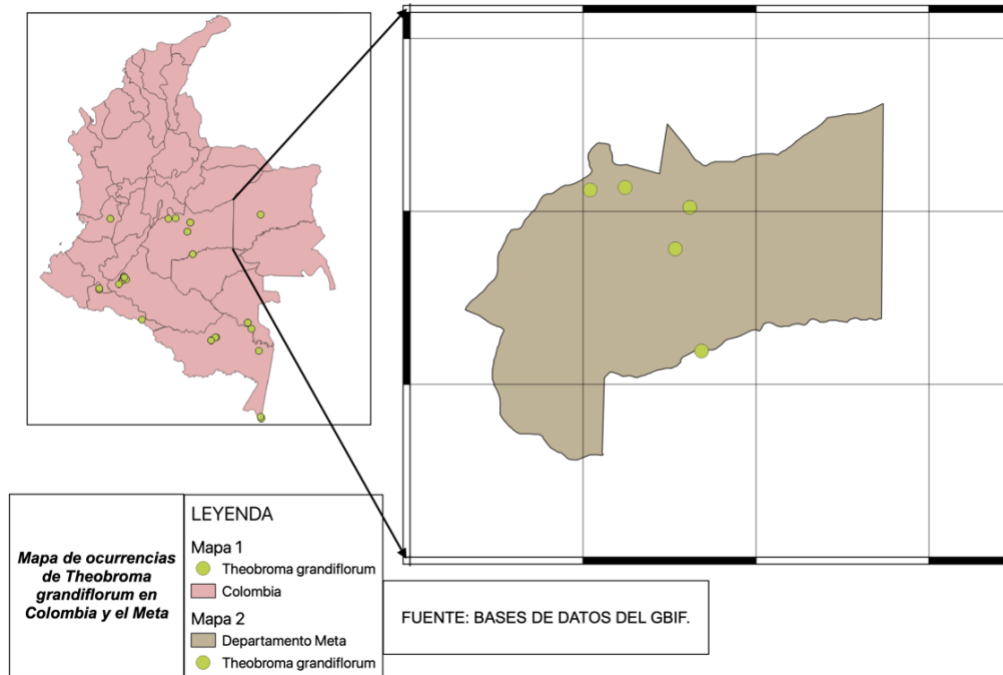 Mapa de ocurrencias
de Theobroma
grandiflorum en
Colombia y el Meta
LEYENDA
Mapa 1
Theobroma grandiflorum
Colombia
Mapa 2
Departamento Meta
Theobroma grandiflorum
FUENTE: BASES DE DATOS DEL GBIF.